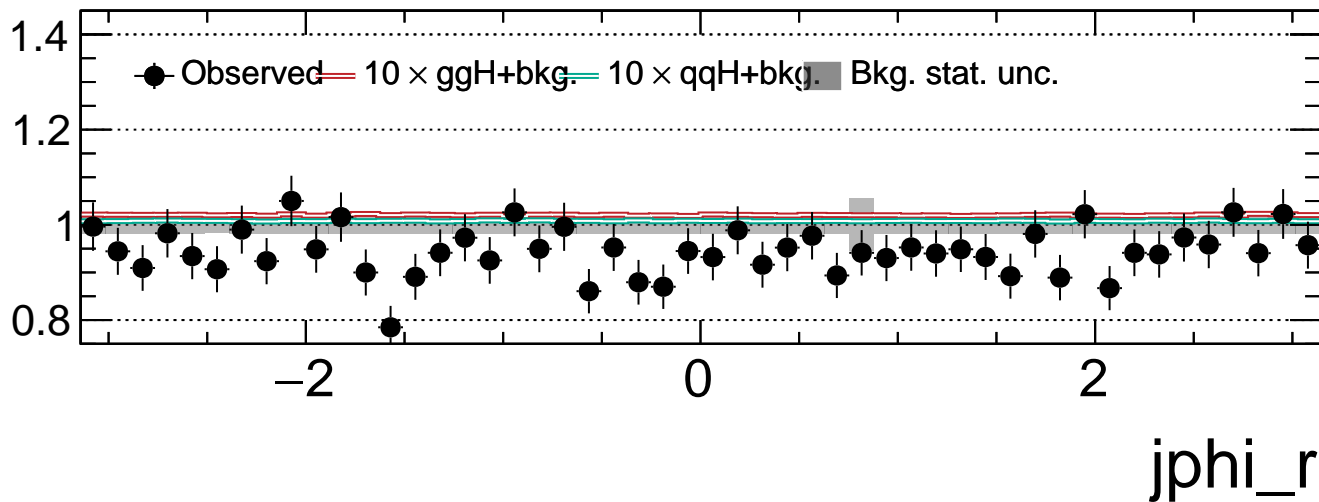 1.4
Observed 10 × ggH+bkg. 10 × qqH+bkg. Bkg. stat. unc.
1.2
1
0.8
−2 0 2
jphi_r